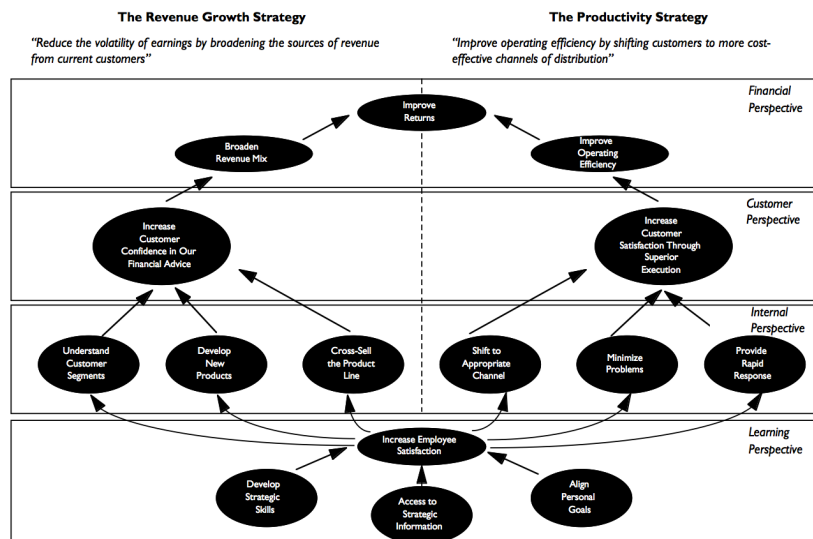 The Revenue Growth Strategy
The Productivity Strategy
“Reduce the volatility of earnings by broadening the sources of revenue
from current customers”
“Improve operating efficiency by shifting customers to more cost-
effective channels of distribution”
Financial
Perspective
Improve
Returns
Broaden
Revenue Mix
Improve
Operating
Efficiency
Customer
Perspective
Increase
Customer
Confidence in Our
Financial Advice
Increase
Customer
Satisfaction Through
Superior
Execution
Internal
Perspective
Understand
Customer
Segments
Develop
New
Products
Cross-Sell
the Product
Line
Shift to
Appropriate
Channel
Minimize
Problems
Provide
Rapid
Response
Learning
Perspective
Increase Employee
Satisfaction
Develop
Strategic
Skills
Access to
Strategic
Information
Align
Personal
Goals